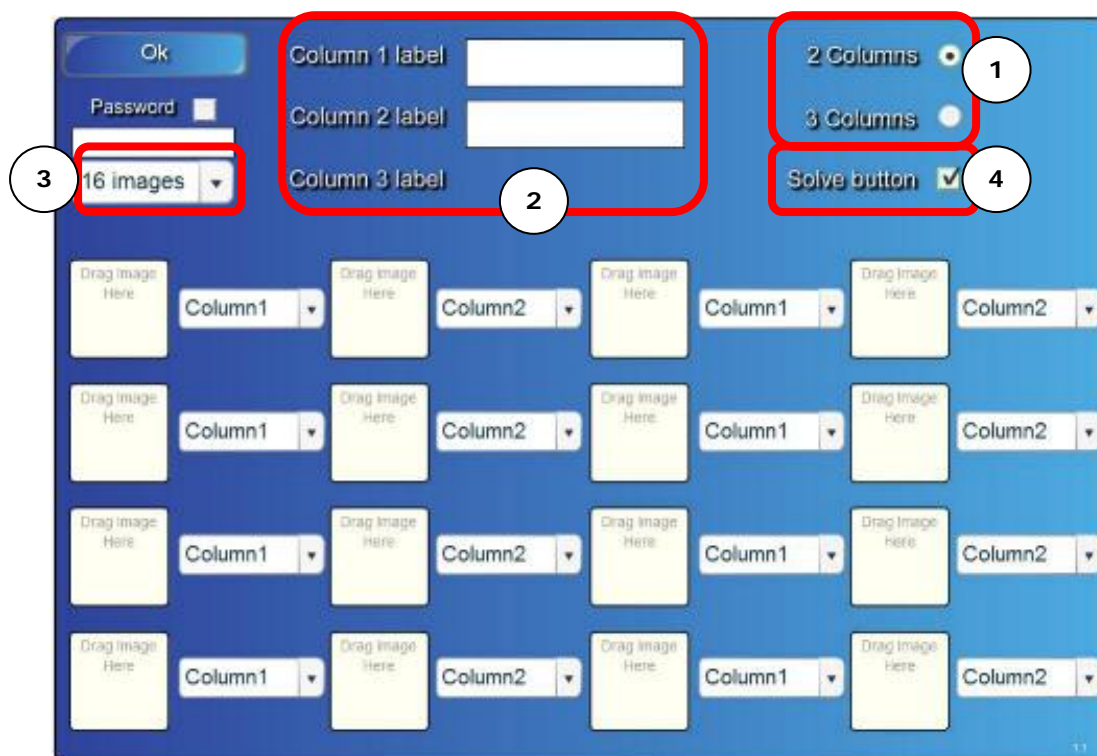 Ok
Column 1 label
2 Columns
1
Password
Column 2 label
3 Columns
3
16 images
Column 3 label
2
Solve button
4
Drag Image
Here
Column1
Drag Image
Here
Column2
Drag Image
Here
Column1
Drag Image
Here
Column2
Drag Image
Here
Column1
Drag Image
Here
Column2
Drag Image
Here
Column1
Drag Image
Here
Column2
Drag Image
Here
Column1
Drag Image
Here
Column2
Drag Image
Here
Column1
Drag Image
Here
Column2
Drag Image
Here
Column1
Drag Image
Here
Column2
Drag Image
Here
Column1
Drag Image
Here
Column2